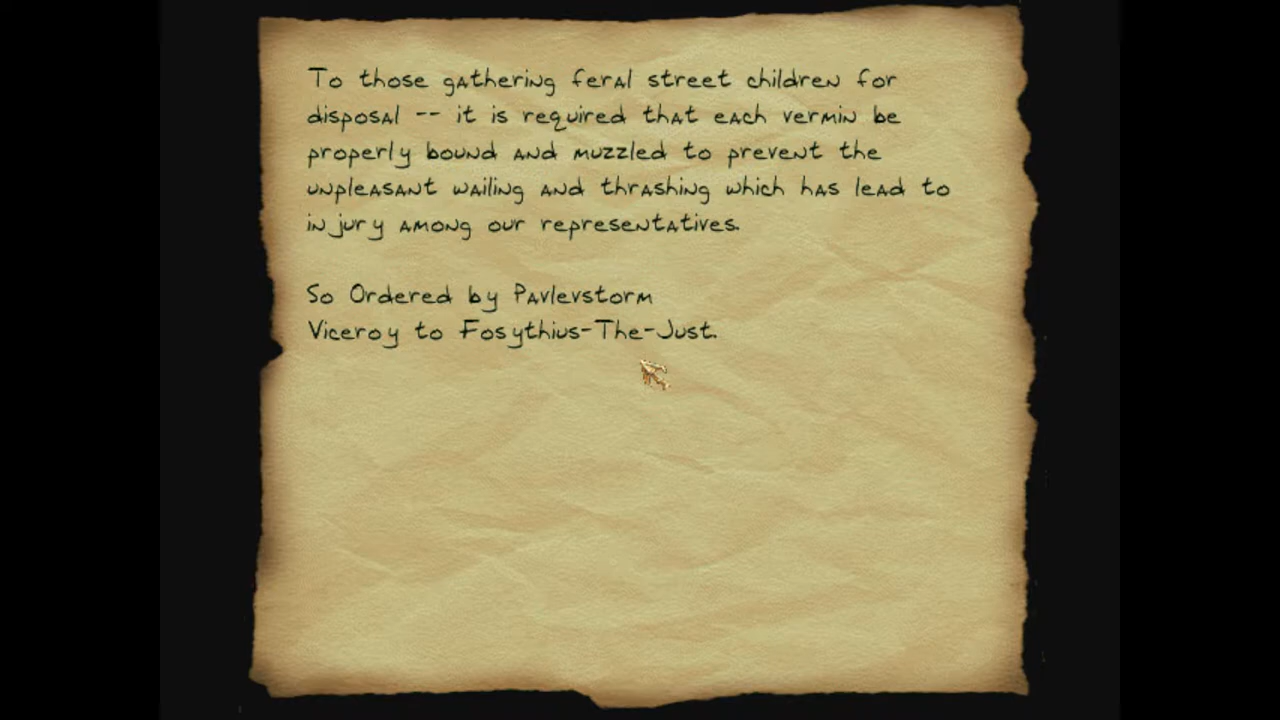 To those gathering feral street children for
disposal -- it is required that each vermin be
properly bound and muzzled to prevent the
unpleasant wailing and thrashing which has lead to
injury among our representatives.
So Ordered by Pavlevstorm
Viceroy to Fosythius-The-Just.